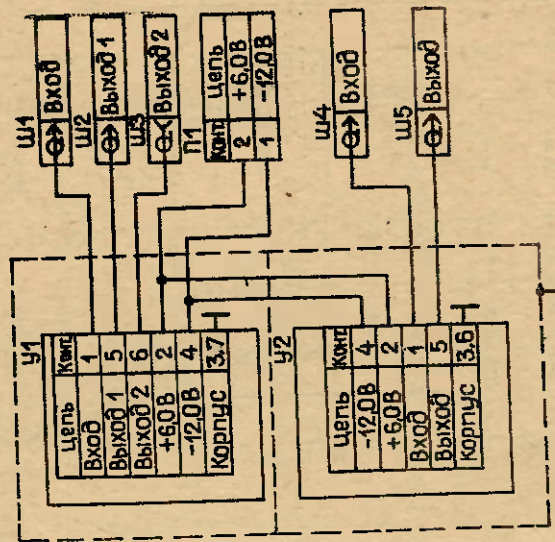 У1
Цепь Конт.
Вход 1
Выход 1 5
Выход 2 6
+6,0В 2
-12,0В 4
Корпус 3.7
У2
Цепь Конт.
-12,0В 4
+6,0В 2
Вход 1
Выход 5
Корпус 3.6
Ш1
Вход
Ш2
Выход 1
Ш3
Выход 2
П1
Конт. Цепь
2 +6,0В
1 -12,0В
Ш4
Вход
Ш5
Выход